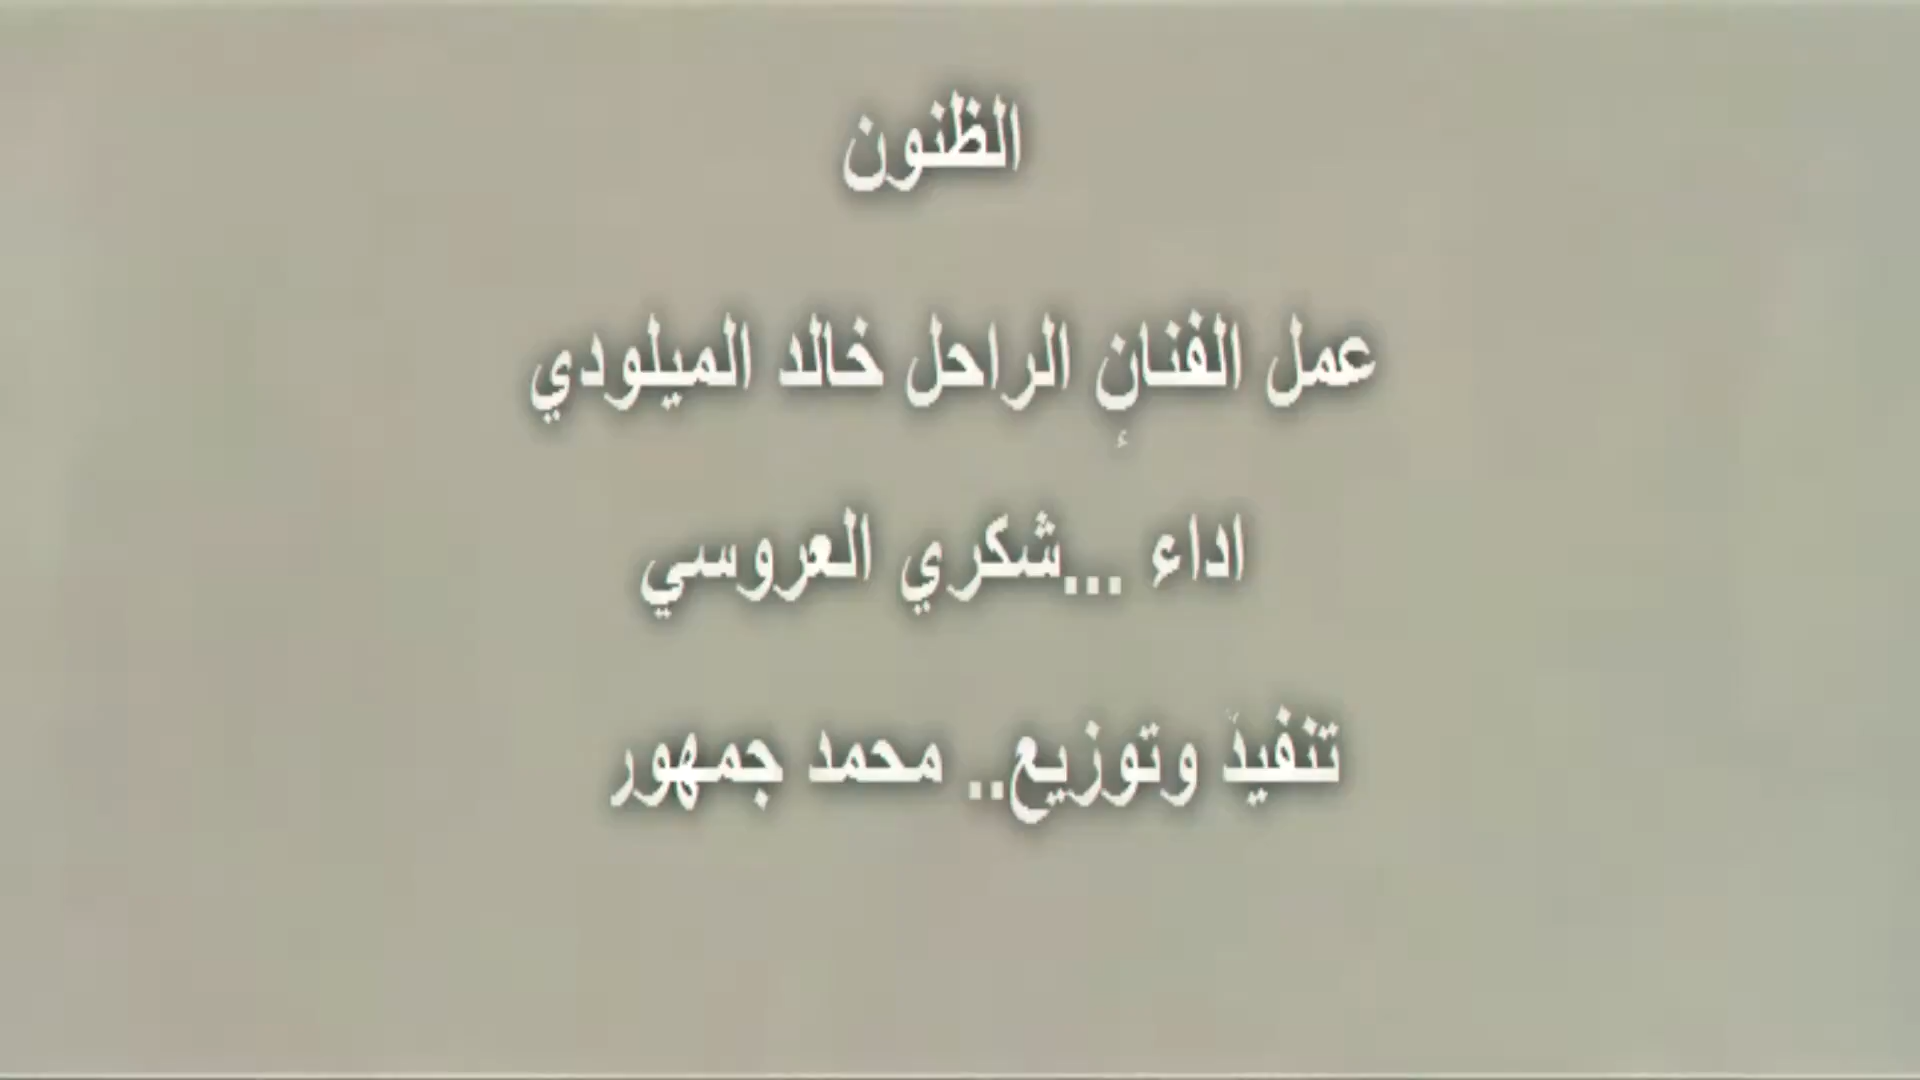 الظنون
عمل الفنانٕ الراحل خالد الميلودي
اداء ...شكري العروسي
تنفيذ وتوزيع.. محمد جمهور